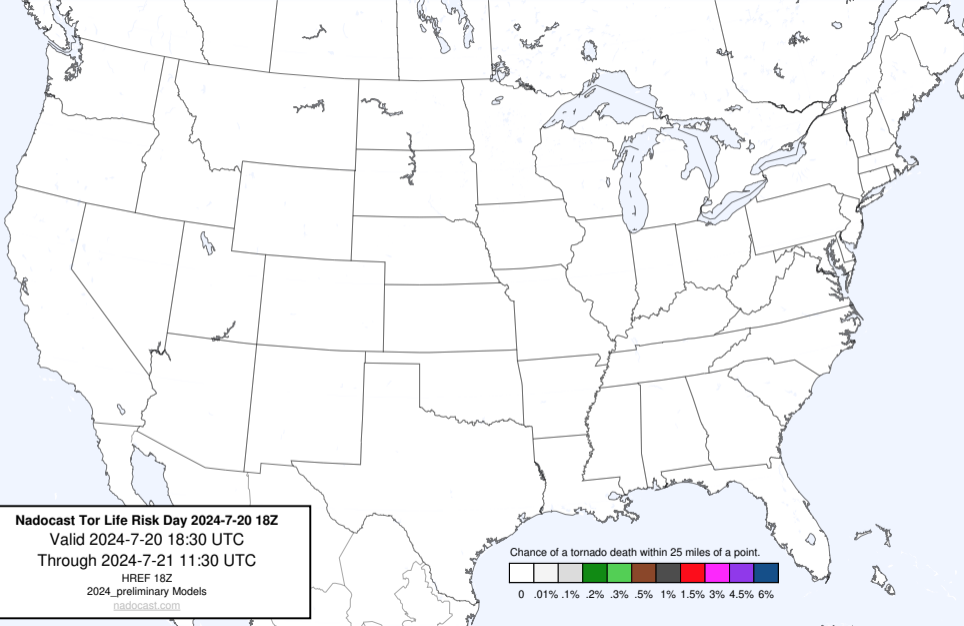 Nadocast Tor Life Risk Day 2024-7-20 18Z
Valid 2024-7-20 18:30 UTC
Through 2024-7-21 11:30 UTC
HREF 18Z
2024_preliminary Models
nadocast.com
Chance of a tornado death within 25 miles of a point.
0 .01% .1% .2% .3% .5% 1% 1.5% 3% 4.5% 6%